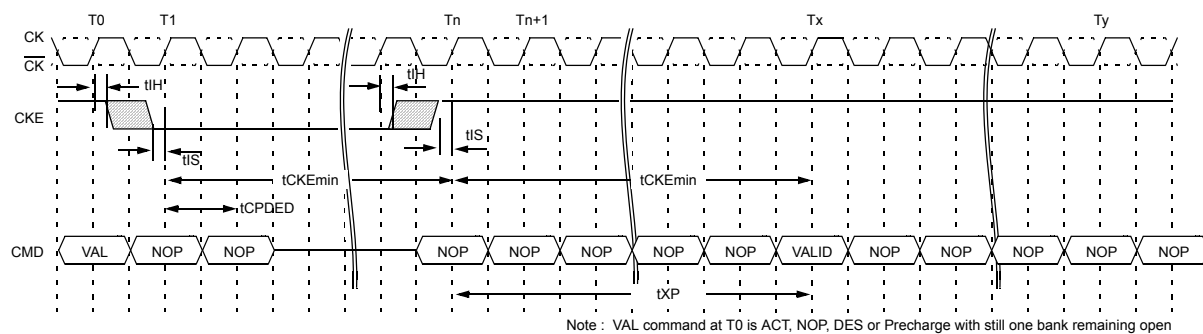 T0 T1 Tn Tn+1 Tx Ty
CK
CK
tIH tIH
CKE
tIS tIS
tCKEmin tCKEmin
tCPDED
CMD VAL NOP NOP NOP NOP NOP NOP NOP VALID NOP NOP NOP NOP NOP
tXP
Note : VAL command at T0 is ACT, NOP, DES or Precharge with still one bank remaining open